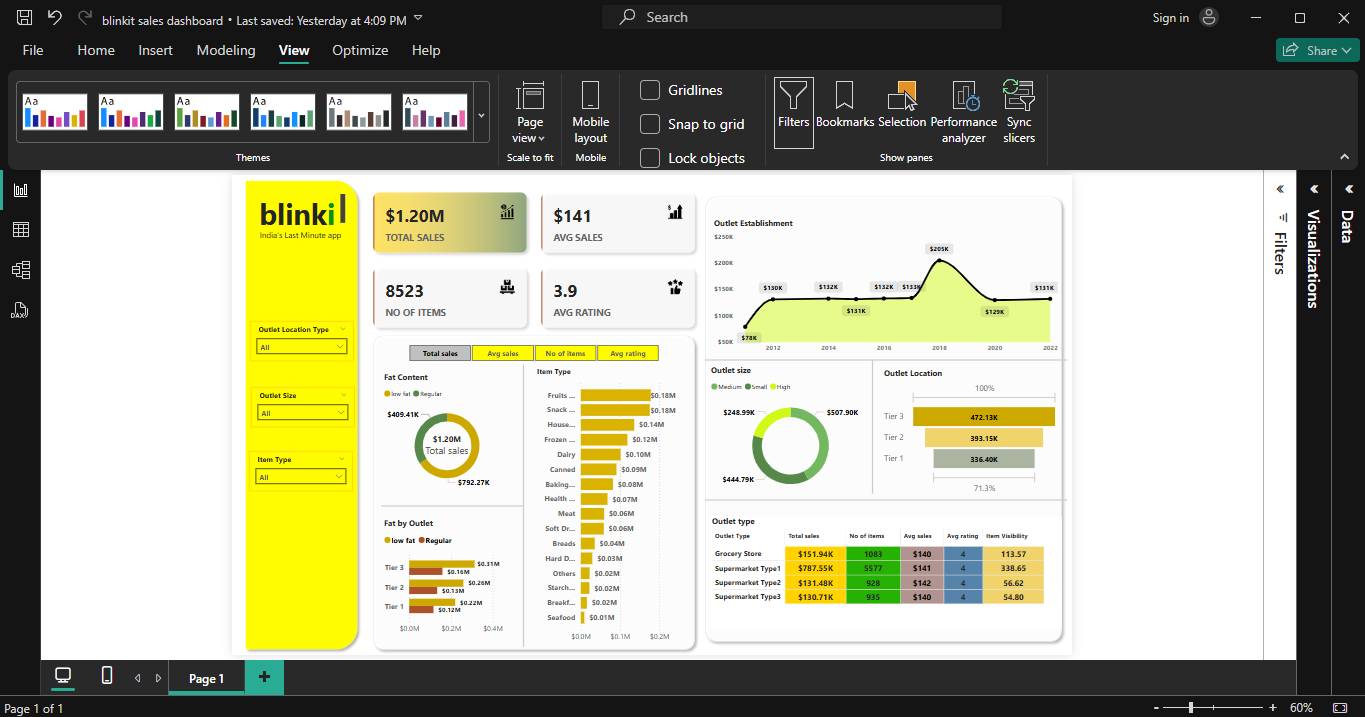 blinkit sales dashboard • Last saved: Yesterday at 4:09 PM
Search
Sign in
File Home Insert Modeling View Optimize Help
Share
Aa Aa Aa Aa Aa Aa
Themes
Page view
Scale to fit
Mobile layout
Mobile
Gridlines
Snap to grid
Lock objects
Filters
Bookmarks
Selection
Performance analyzer
Sync slicers
Show panes
DAX
blinkit
India's Last Minute app
Outlet Location Type
All
Outlet Size
All
Item Type
All
$1.20M
TOTAL SALES
$141
AVG SALES
8523
NO OF ITEMS
3.9
AVG RATING
Total sales Avg sales No of items Avg rating
Fat Content
low fat Regular
$409.41K
$1.20M
Total sales
$792.27K
Fat by Outlet
low fat Regular
Tier 3 $0.31M
$0.16M
Tier 2 $0.26M
$0.13M
Tier 1 $0.22M
$0.12M
$0.0M $0.2M $0.4M
Item Type
Fruits ... $0.18M
Snack ... $0.18M
House... $0.14M
Frozen ... $0.12M
Dairy $0.10M
Canned $0.09M
Baking... $0.08M
Health ... $0.07M
Meat $0.06M
Soft Dr... $0.06M
Breads $0.04M
Hard D... $0.03M
Others $0.02M
Starch... $0.02M
Breakf... $0.02M
Seafood $0.01M
$0.0M $0.1M $0.2M
Outlet Establishment
$250K
$200K
$150K
$100K
$50K
$78K $130K $132K $131K $132K $133K $205K $129K $131K
2012 2014 2016 2018 2020 2022
Outlet size
Medium Small High
$248.99K
$507.90K
$444.79K
Outlet Location
100%
Tier 3 472.13K
Tier 2 393.15K
Tier 1 336.40K
71.3%
Outlet type
Outlet Type Total sales No of items Avg sales Avg rating Item Visibility
Grocery Store $151.94K 1083 $140 4 113.57
Supermarket Type1 $787.55K 5577 $141 4 338.65
Supermarket Type2 $131.48K 928 $142 4 56.62
Supermarket Type3 $130.71K 935 $140 4 54.80
Filters
Visualizations
Data
Page 1
+
Page 1 of 1
- + 60%